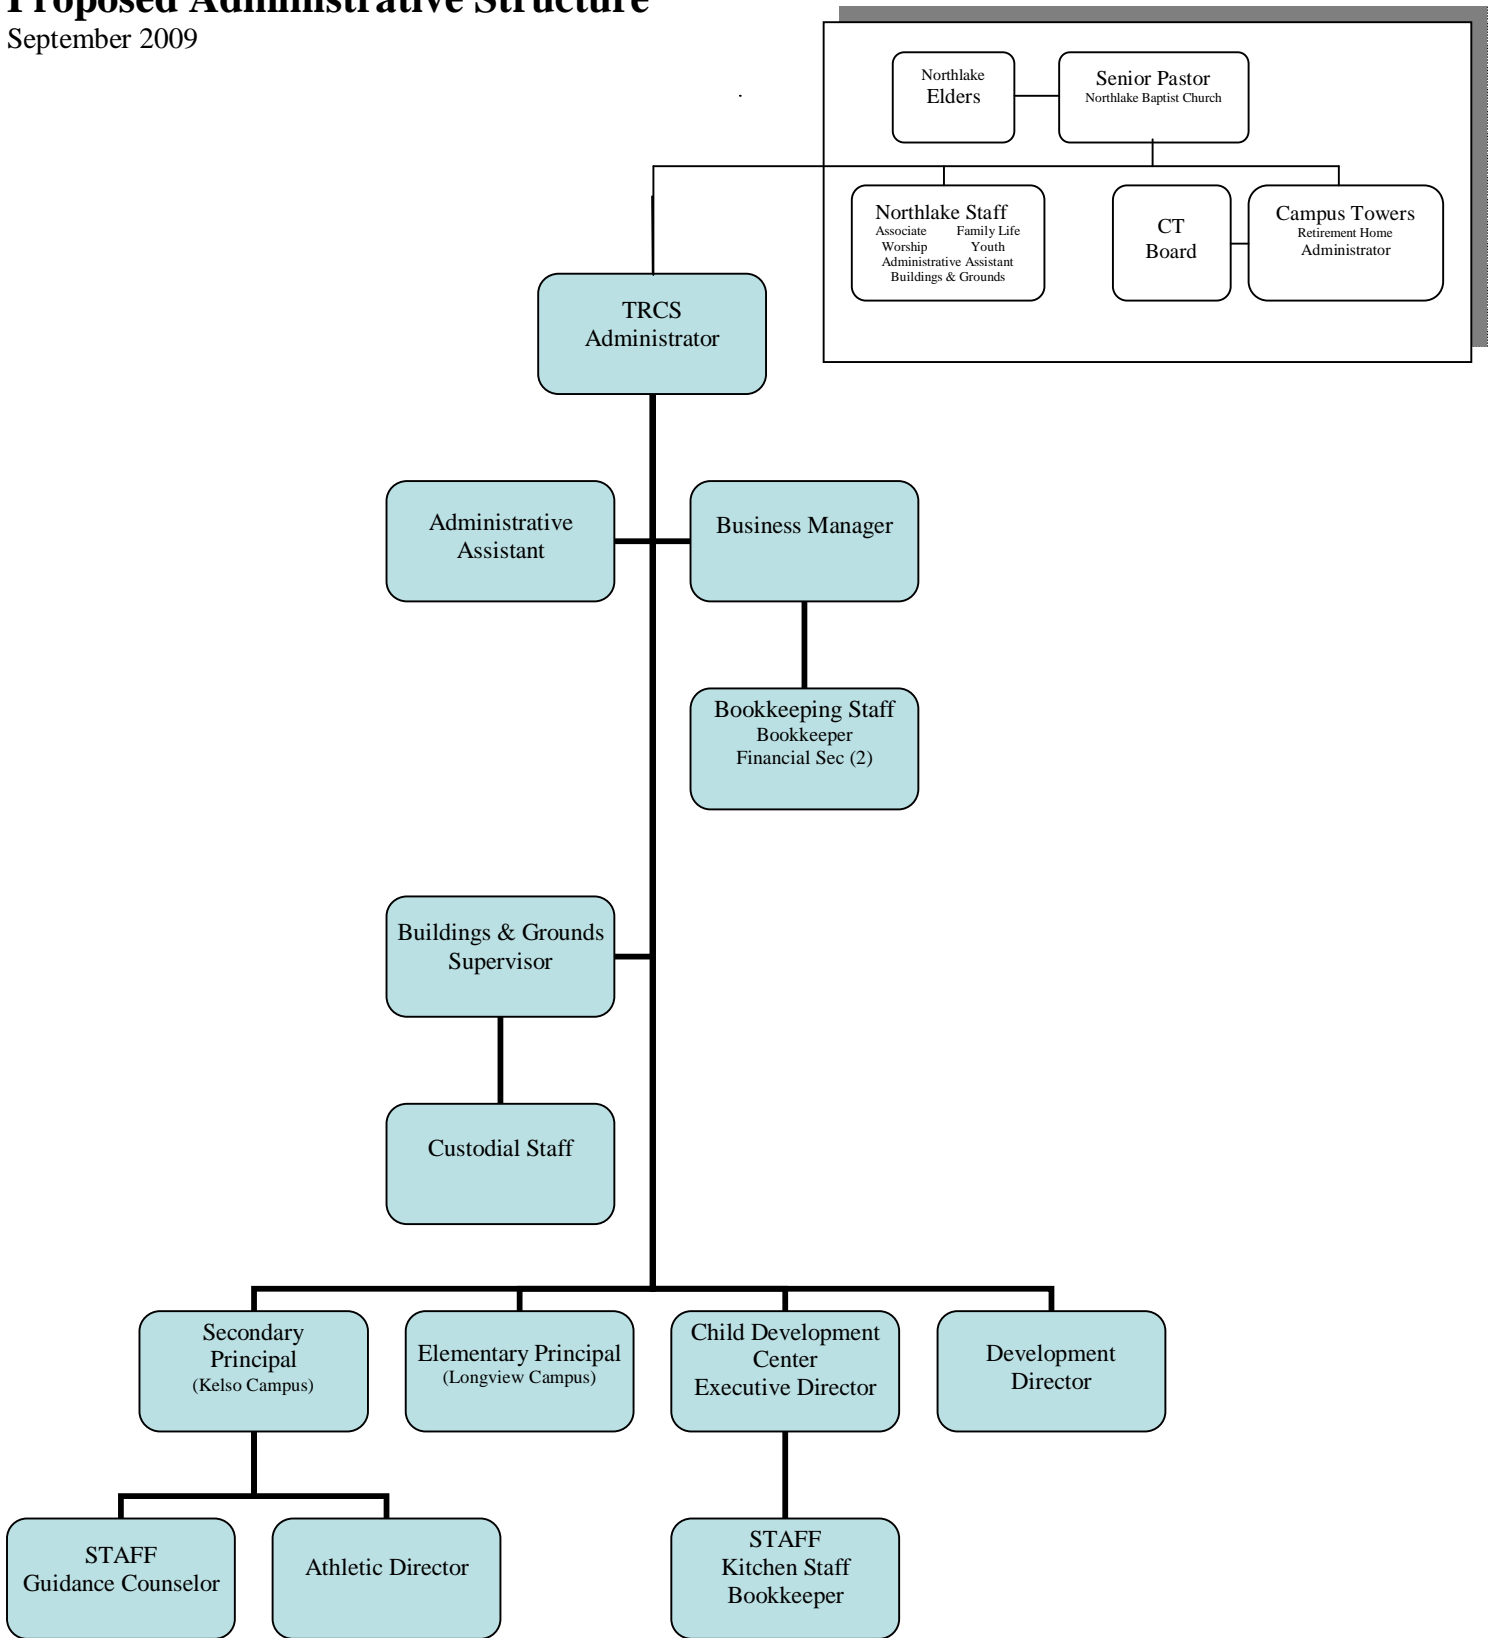 Proposed Administrative Structure
September 2009
Northlake
Elders
Senior Pastor
Northlake Baptist Church
Northlake Staff
Associate Family Life
Worship Youth
Administrative Assistant
Buildings & Grounds
CT
Board
Campus Towers
Retirement Home
Administrator
TRCS
Administrator
Administrative
Assistant
Business Manager
Bookkeeping Staff
Bookkeeper
Financial Sec (2)
Buildings & Grounds
Supervisor
Custodial Staff
Secondary
Principal
(Kelso Campus)
Elementary Principal
(Longview Campus)
Child Development
Center
Executive Director
Development
Director
STAFF
Guidance Counselor
Athletic Director
STAFF
Kitchen Staff
Bookkeeper